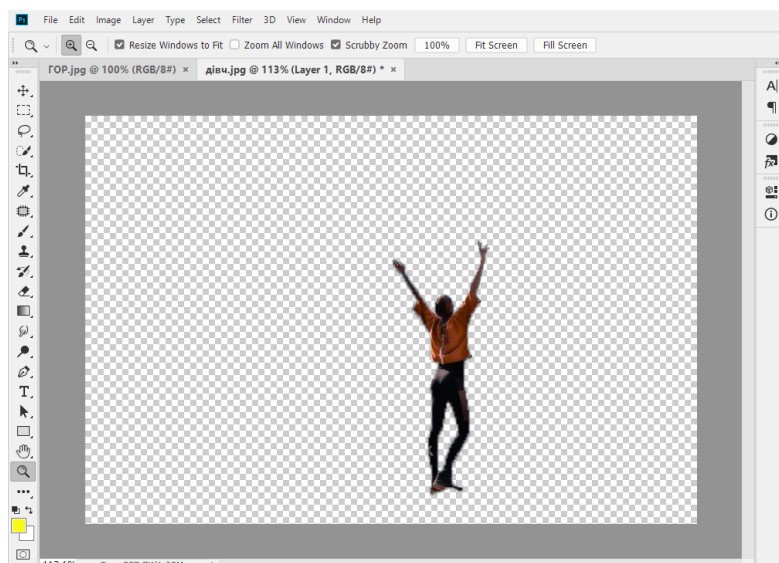 Ps File Edit Image Layer Type Select Filter 3D View Window Help
Resize Windows to Fit Zoom All Windows Scrubby Zoom 100% Fit Screen Fill Screen
ГОР.jpg @ 100% (RGB/8#) × дівч.jpg @ 113% (Layer 1, RGB/8#) * ×